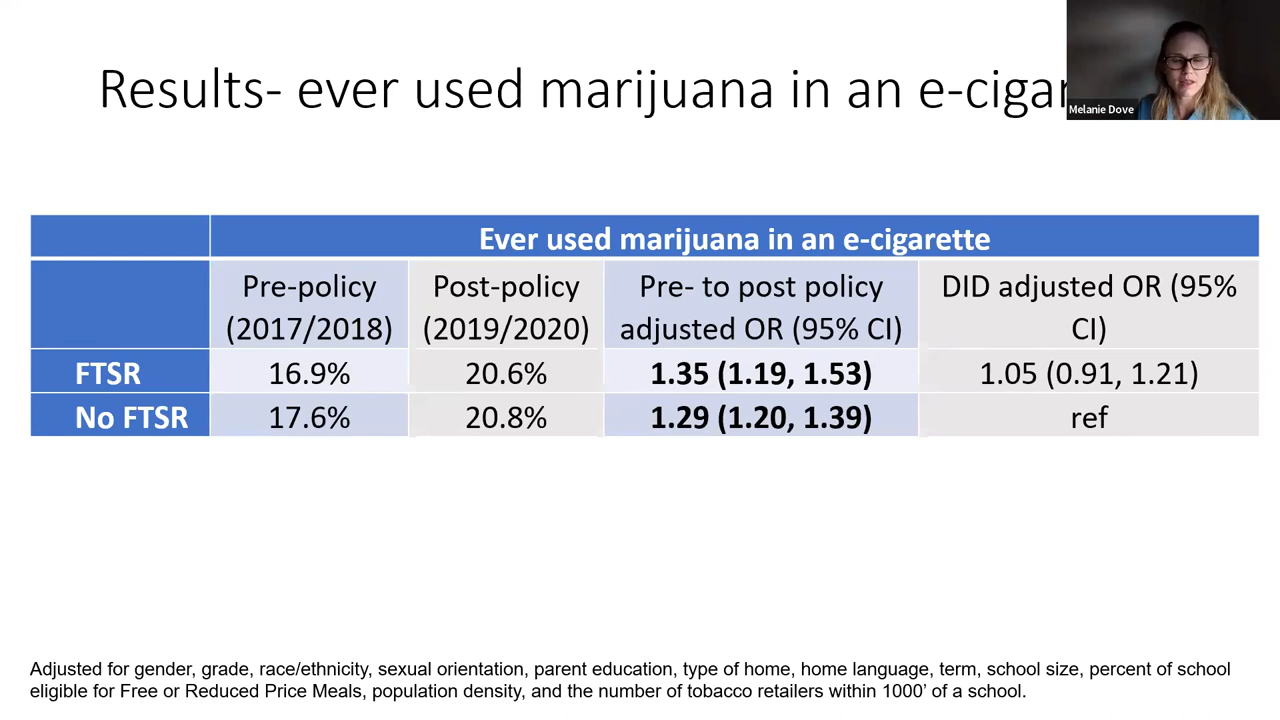 Results- ever used marijuana in an e-cigar
Melanie Dove
Ever used marijuana in an e-cigarette
Pre-policy (2017/2018) Post-policy (2019/2020) Pre- to post policy adjusted OR (95% CI) DID adjusted OR (95% CI)
FTSR 16.9% 20.6% 1.35 (1.19, 1.53) 1.05 (0.91, 1.21)
No FTSR 17.6% 20.8% 1.29 (1.20, 1.39) ref
Adjusted for gender, grade, race/ethnicity, sexual orientation, parent education, type of home, home language, term, school size, percent of school
eligible for Free or Reduced Price Meals, population density, and the number of tobacco retailers within 1000’ of a school.